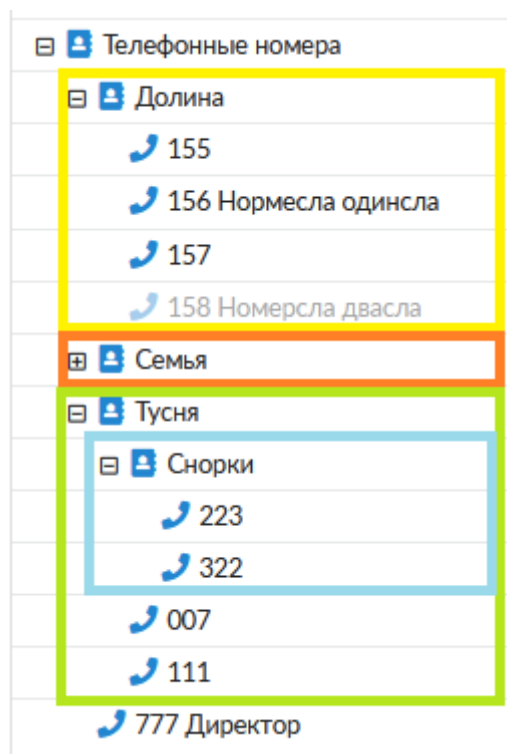 Телефонные номера
Долина
155
156 Нормесла одинсла
157
158 Номерсла двасла
Семья
Тусня
Снорки
223
322
007
111
777 Директор